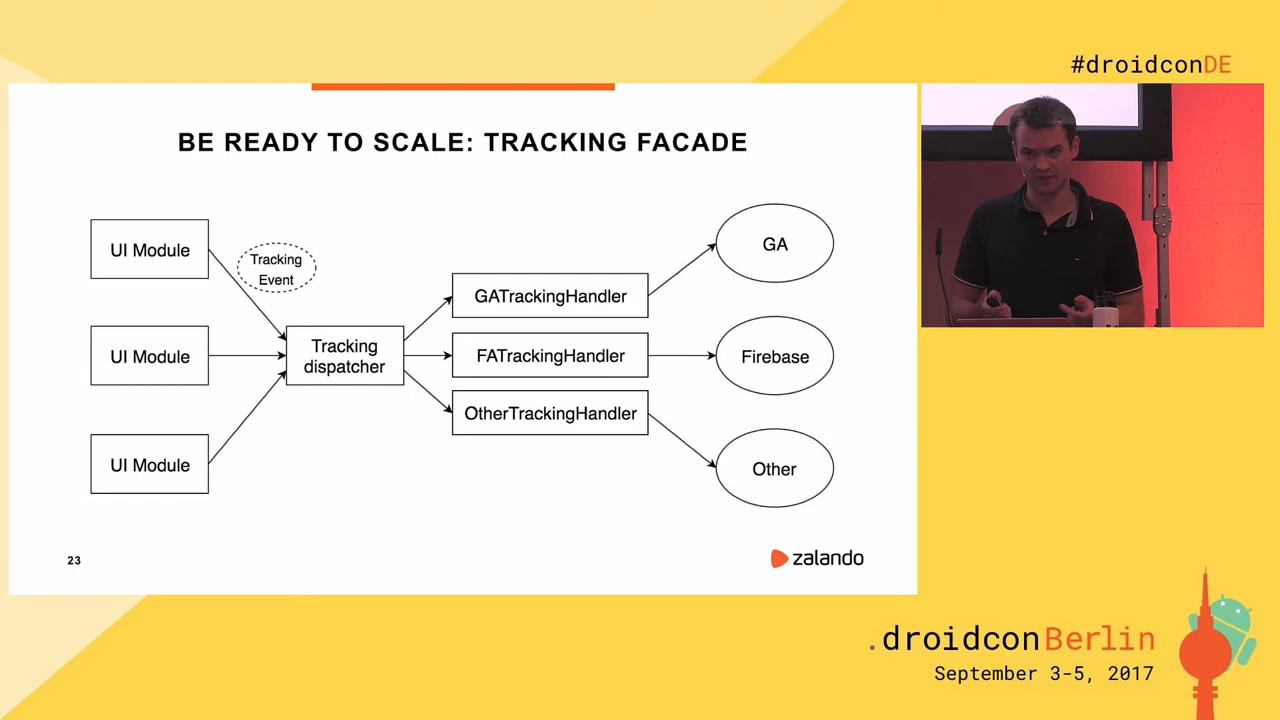 #droidconDE
BE READY TO SCALE: TRACKING FACADE
UI Module
Tracking
Event
GA
GATrackingHandler
UI Module
Tracking
dispatcher
FATrackingHandler
Firebase
OtherTrackingHandler
UI Module
Other
23
zalando
.droidconBerlin
September 3-5, 2017